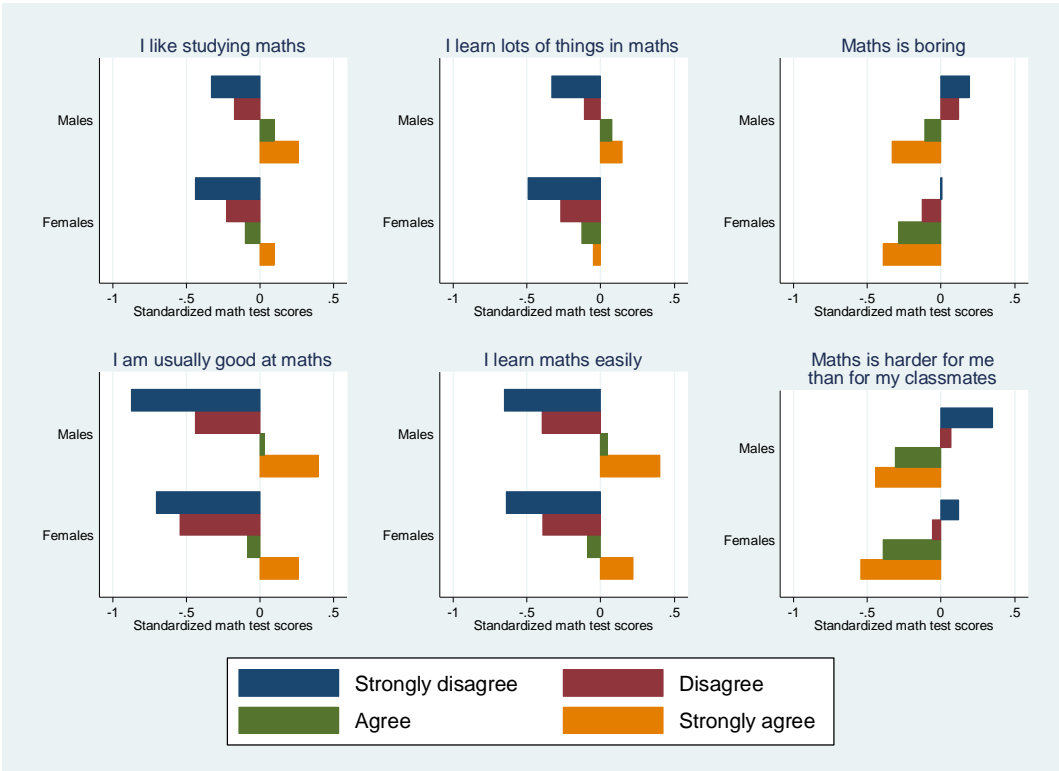 I like studying maths
Males
Females
-1 -.5 0 .5
Standardized math test scores
I learn lots of things in maths
Males
Females
-1 -.5 0 .5
Standardized math test scores
Maths is boring
Males
Females
-1 -.5 0 .5
Standardized math test scores
I am usually good at maths
Males
Females
-1 -.5 0 .5
Standardized math test scores
I learn maths easily
Males
Females
-1 -.5 0 .5
Standardized math test scores
Maths is harder for me
than for my classmates
Males
Females
-1 -.5 0 .5
Standardized math test scores
Strongly disagree
Disagree
Agree
Strongly agree